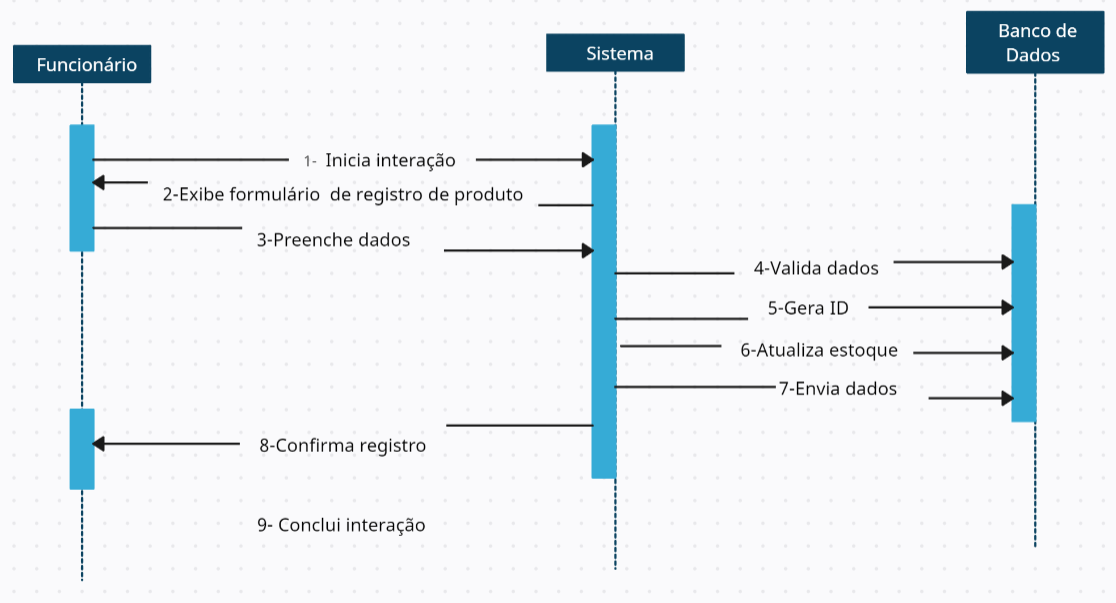 Funcionário
Sistema
Banco de
Dados
1- Inicia interação
2-Exibe formulário de registro de produto
3-Preenche dados
4-Valida dados
5-Gera ID
6-Atualiza estoque
7-Envia dados
8-Confirma registro
9- Conclui interação